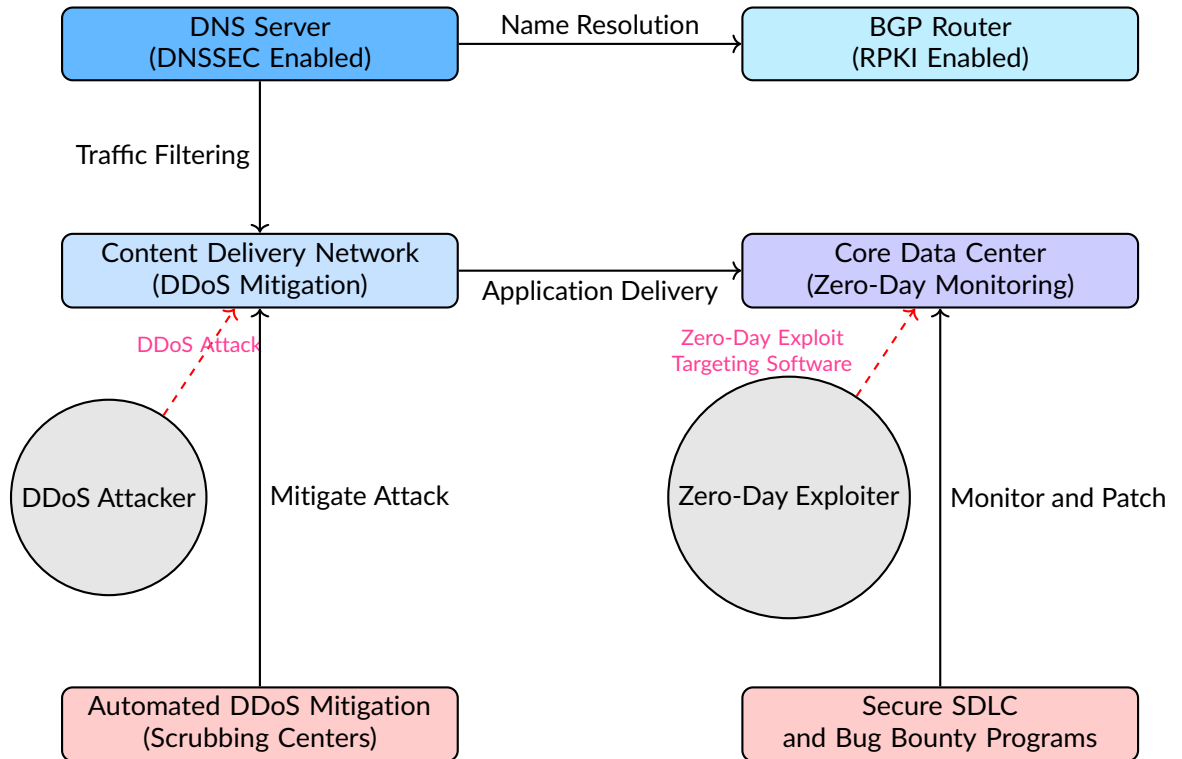 DNS Server
(DNSSEC Enabled)
Name Resolution
BGP Router
(RPKI Enabled)
Traffic Filtering
Content Delivery Network
(DDoS Mitigation)
Application Delivery
Core Data Center
(Zero-Day Monitoring)
DDoS Attack
Zero-Day Exploit
Targeting Software
DDoS Attacker
Mitigate Attack
Zero-Day Exploiter
Monitor and Patch
Automated DDoS Mitigation
(Scrubbing Centers)
Secure SDLC
and Bug Bounty Programs